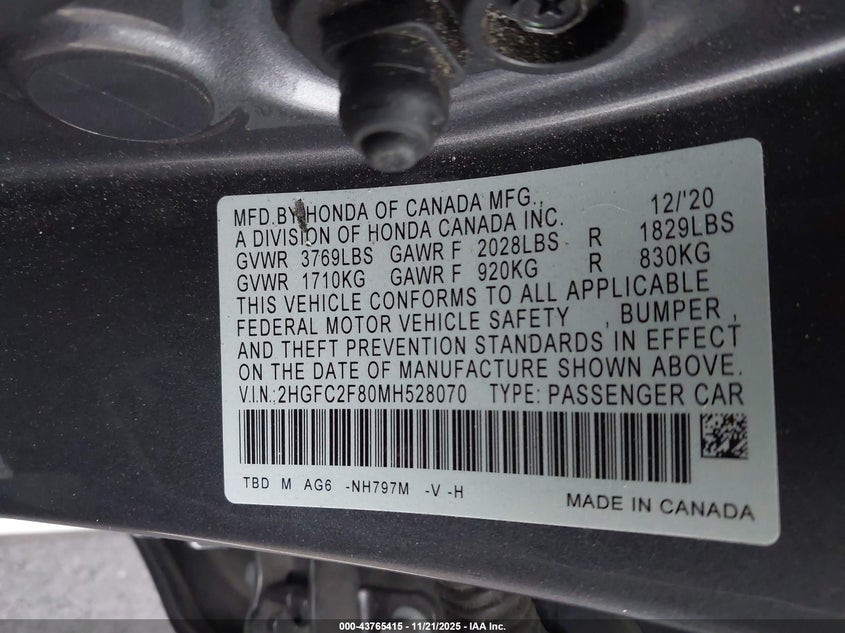 MFD.BY HONDA OF CANADA MFG., 12/'20
A DIVISION OF HONDA CANADA INC.
GVWR 3769LBS GAWR F 2028LBS R 1829LBS
GVWR 1710KG GAWR F 920KG R 830KG
THIS VEHICLE CONFORMS TO ALL APPLICABLE
FEDERAL MOTOR VEHICLE SAFETY , BUMPER ,
AND THEFT PREVENTION STANDARDS IN EFFECT
ON THE DATE OF MANUFACTURE SHOWN ABOVE.
V.I.N.:2HGFC2F80MH528070 TYPE: PASSENGER CAR
TBD M AG6 -NH797M -V -H
MADE IN CANADA
000-43765415 - 11/21/2025 - IAA Inc.